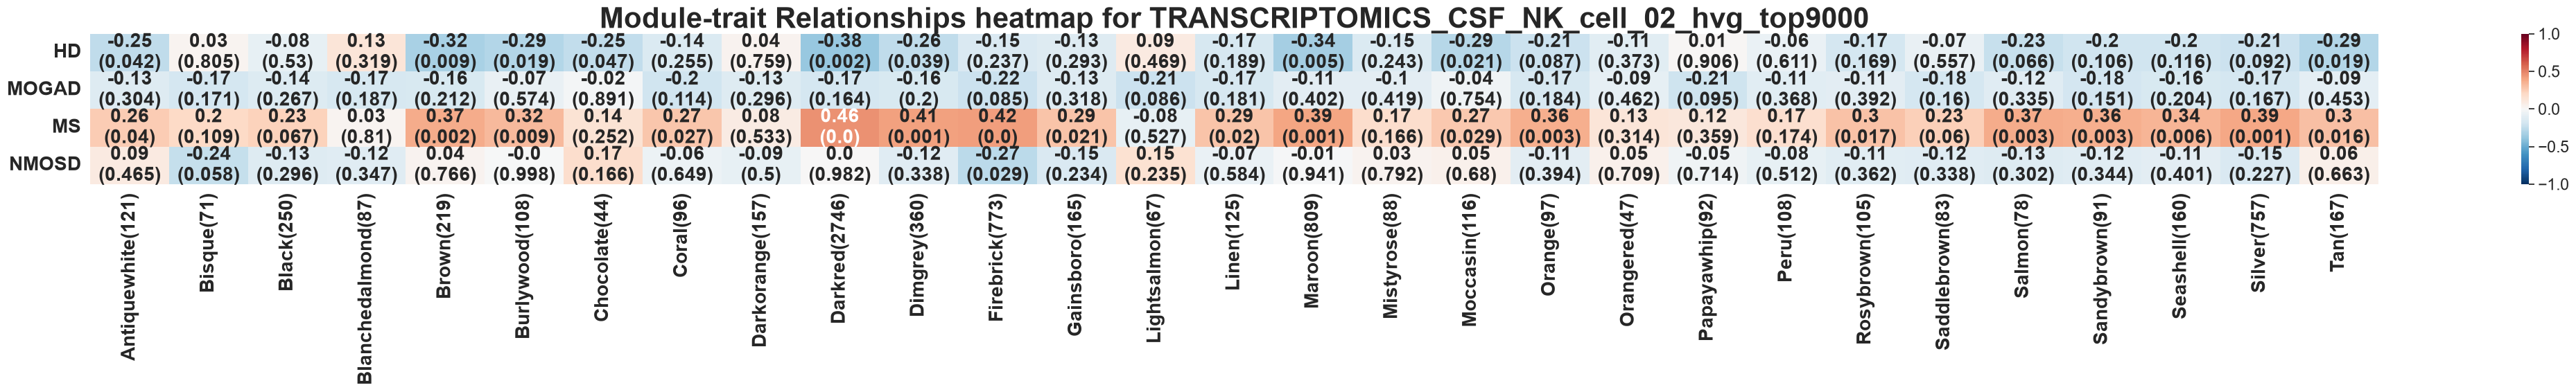 Module-trait Relationships heatmap for TRANSCRIPTOMICS_CSF_NK_cell_02_hvg_top9000
HD -0.25 0.03 -0.08 0.13 -0.32 -0.29 -0.25 -0.14 0.04 -0.38 -0.26 -0.15 -0.13 0.09 -0.17 -0.34 -0.15 -0.29 -0.21 -0.11 0.01 -0.06 -0.17 -0.07 -0.23 -0.2 -0.2 -0.21 -0.29
(0.042) (0.805) (0.53) (0.319) (0.009) (0.019) (0.047) (0.255) (0.759) (0.002) (0.039) (0.237) (0.293) (0.469) (0.189) (0.005) (0.243) (0.021) (0.087) (0.373) (0.906) (0.611) (0.169) (0.557) (0.066) (0.106) (0.116) (0.092) (0.019)
MOGAD -0.13 -0.17 -0.14 -0.17 -0.16 -0.07 -0.02 -0.2 -0.13 -0.17 -0.16 -0.22 -0.13 -0.21 -0.17 -0.11 -0.1 -0.04 -0.17 -0.09 -0.21 -0.11 -0.11 -0.18 -0.12 -0.18 -0.16 -0.17 -0.09
(0.304) (0.171) (0.267) (0.187) (0.212) (0.574) (0.891) (0.114) (0.296) (0.164) (0.2) (0.085) (0.318) (0.086) (0.181) (0.402) (0.419) (0.754) (0.184) (0.462) (0.095) (0.368) (0.392) (0.16) (0.335) (0.151) (0.204) (0.167) (0.453)
MS 0.26 0.2 0.23 0.03 0.37 0.32 0.14 0.27 0.08 0.46 0.41 0.42 0.29 -0.08 0.29 0.39 0.17 0.27 0.36 0.13 0.12 0.17 0.3 0.23 0.37 0.36 0.34 0.39 0.3
(0.04) (0.109) (0.067) (0.81) (0.002) (0.009) (0.252) (0.027) (0.533) (0.0) (0.001) (0.0) (0.021) (0.527) (0.02) (0.001) (0.166) (0.029) (0.003) (0.314) (0.359) (0.174) (0.017) (0.06) (0.003) (0.003) (0.006) (0.001) (0.016)
NMOSD 0.09 -0.24 -0.13 -0.12 0.04 -0.0 0.17 -0.06 -0.09 0.0 -0.12 -0.27 -0.15 0.15 -0.07 -0.01 0.03 0.05 -0.11 0.05 -0.05 -0.08 -0.11 -0.12 -0.13 -0.12 -0.11 -0.15 0.06
(0.465) (0.058) (0.296) (0.347) (0.766) (0.998) (0.166) (0.649) (0.5) (0.982) (0.338) (0.029) (0.234) (0.235) (0.584) (0.941) (0.792) (0.68) (0.394) (0.709) (0.714) (0.512) (0.362) (0.338) (0.302) (0.344) (0.401) (0.227) (0.663)
Antiquewhite(121)
Bisque(71)
Black(250)
Blanchedalmond(87)
Brown(219)
Burlywood(108)
Chocolate(44)
Coral(96)
Darkorange(157)
Darkred(2746)
Dimgrey(360)
Firebrick(773)
Gainsboro(165)
Lightsalmon(67)
Linen(125)
Maroon(809)
Mistyrose(88)
Moccasin(116)
Orange(97)
Orangered(47)
Papayawhip(92)
Peru(108)
Rosybrown(105)
Saddlebrown(83)
Salmon(78)
Sandybrown(91)
Seashell(160)
Silver(757)
Tan(167)
1.0
0.5
0.0
−0.5
−1.0